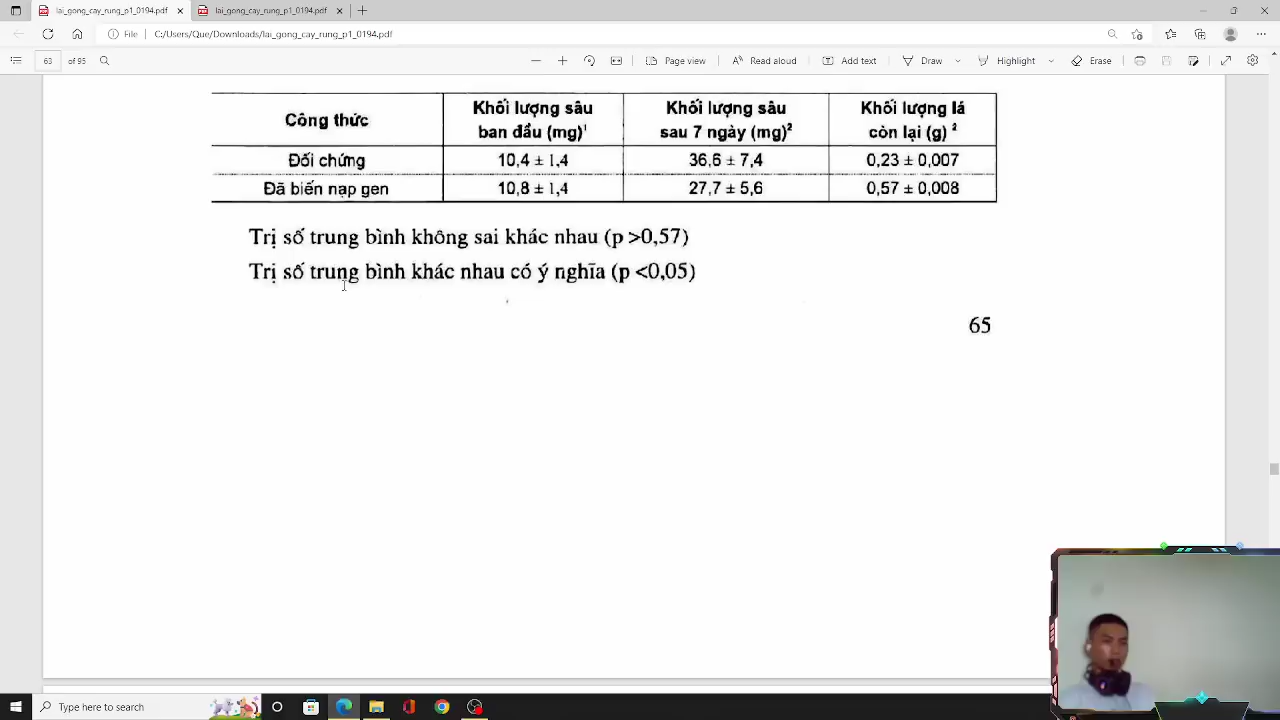 lai_gong_cay_rung_p1_0194.pdf
lai_gong_cay_rung_p1_0194.pdf
File C:/Users/Que/Downloads/lai_gong_cay_rung_p1_0194.pdf
63 of 95 Page view Read aloud Add text Draw Highlight Erase
Công thức | Khối lượng sâu ban đầu (mg)¹ | Khối lượng sâu sau 7 ngày (mg)² | Khối lượng lá còn lại (g) ²
Đối chứng | 10,4 ± 1,4 | 36,6 ± 7,4 | 0,23 ± 0,007
Đã biến nạp gen | 10,8 ± 1,4 | 27,7 ± 5,6 | 0,57 ± 0,008
Trị số trung bình không sai khác nhau (p >0,57)
Trị số trung bình khác nhau có ý nghĩa (p <0,05)
65
Type here to search